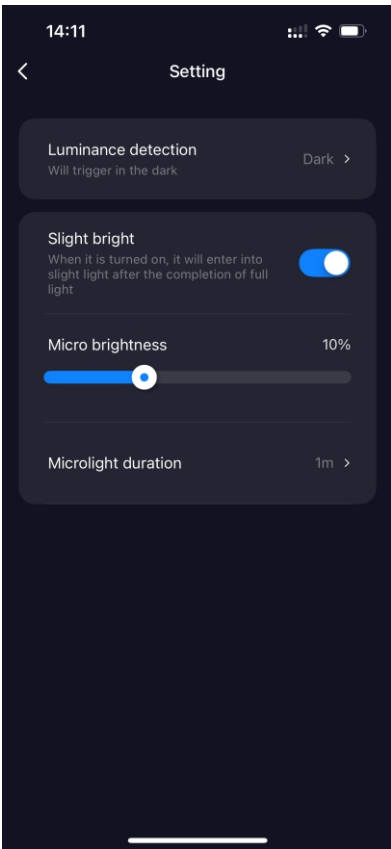 14:11
Setting
Luminance detection
Will trigger in the dark
Dark
Slight bright
When it is turned on, it will enter into
slight light after the completion of full
light
Micro brightness
10%
Microlight duration
1m